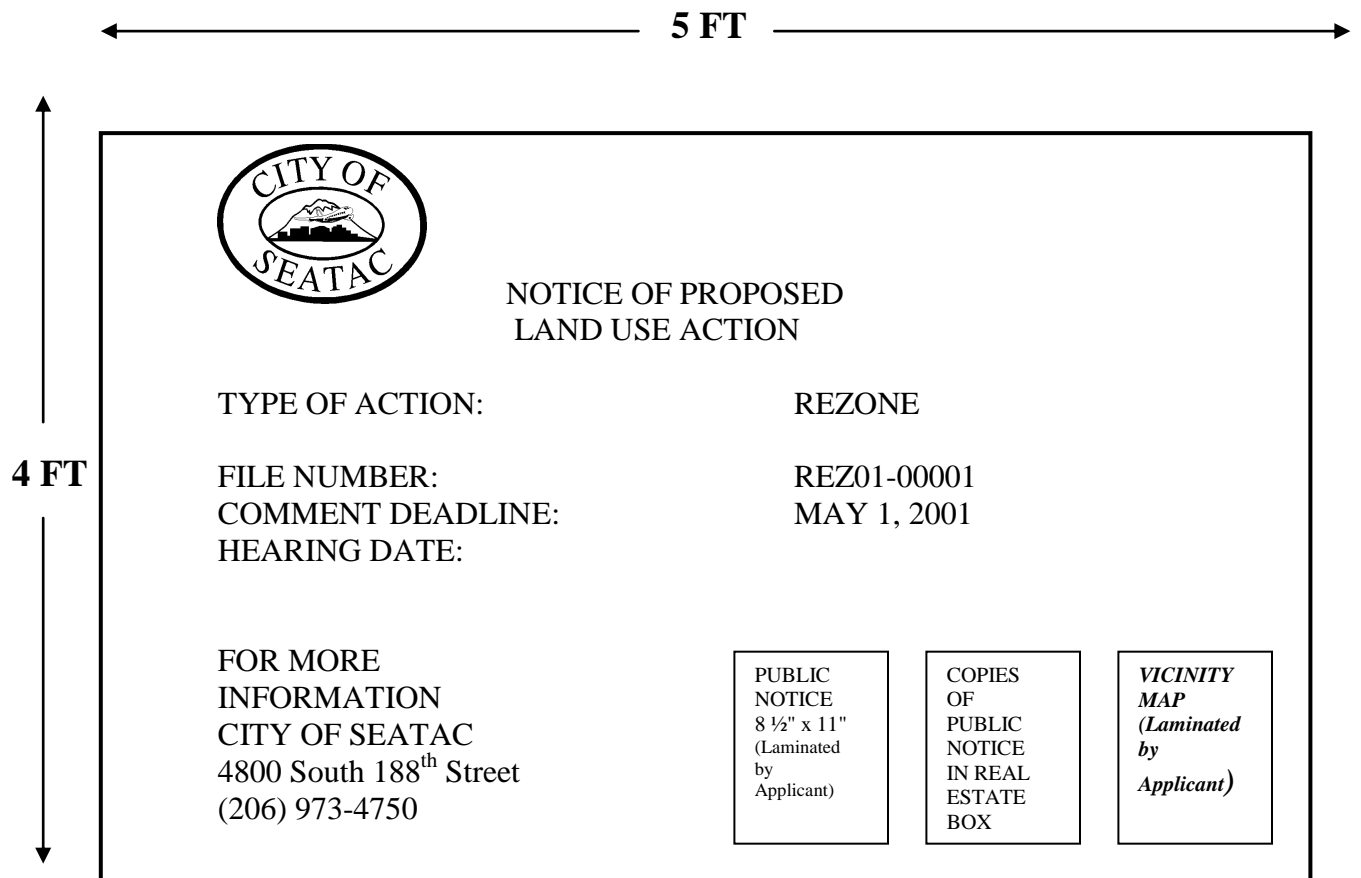 5 FT
CITY OF
SEATAC
NOTICE OF PROPOSED
LAND USE ACTION
TYPE OF ACTION: REZONE
4 FT
FILE NUMBER: REZ01-00001
COMMENT DEADLINE: MAY 1, 2001
HEARING DATE:
FOR MORE
INFORMATION
CITY OF SEATAC
4800 South 188th Street
(206) 973-4750
PUBLIC
NOTICE
8 ½" x 11"
(Laminated
by
Applicant)
COPIES
OF
PUBLIC
NOTICE
IN REAL
ESTATE
BOX
VICINITY
MAP
(Laminated
by
Applicant)